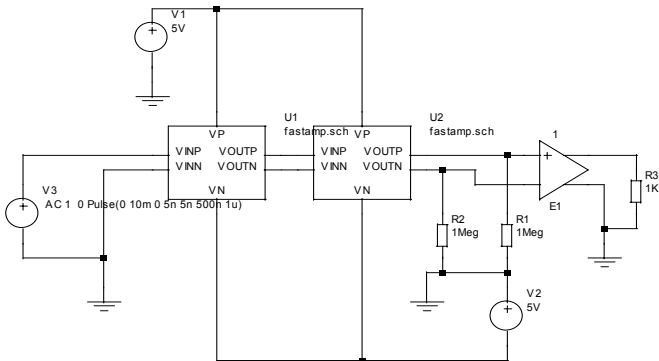 V1
5V
U1
fastamp.sch
U2
fastamp.sch
VP
VINP VOUTP
VINN VOUTN
VN
VP
VINP VOUTP
VINN VOUTN
VN
1
E1
R3
1K
V3
AC 1 0 Pulse(0 10m 0 5n 5n 500n 1u)
R2
1Meg
R1
1Meg
V2
5V